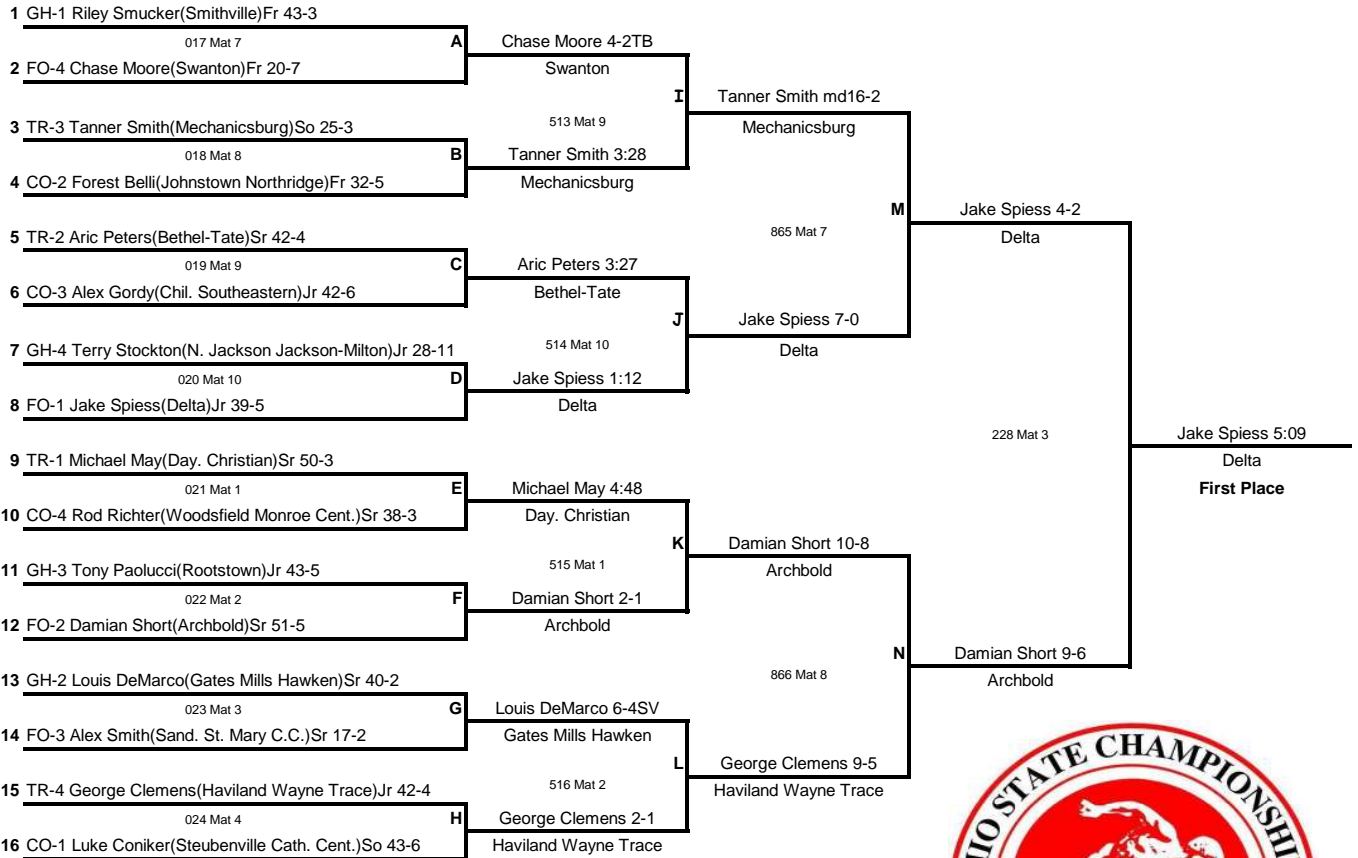 1 GH-1 Riley Smucker(Smithville)Fr 43-3
017 Mat 7
A
Chase Moore 4-2TB
2 FO-4 Chase Moore(Swanton)Fr 20-7
Swanton
I
Tanner Smith md16-2
3 TR-3 Tanner Smith(Mechanicsburg)So 25-3
513 Mat 9
Mechanicsburg
018 Mat 8
B
Tanner Smith 3:28
4 CO-2 Forest Belli(Johnstown Northridge)Fr 32-5
Mechanicsburg
M
Jake Spiess 4-2
865 Mat 7
Delta
5 TR-2 Aric Peters(Bethel-Tate)Sr 42-4
019 Mat 9
C
Aric Peters 3:27
6 CO-3 Alex Gordy(Chil. Southeastern)Jr 42-6
Bethel-Tate
J
Jake Spiess 7-0
7 GH-4 Terry Stockton(N. Jackson Jackson-Milton)Jr 28-11
514 Mat 10
Delta
020 Mat 10
D
Jake Spiess 1:12
8 FO-1 Jake Spiess(Delta)Jr 39-5
Delta
228 Mat 3
Jake Spiess 5:09
Delta
First Place
9 TR-1 Michael May(Day. Christian)Sr 50-3
021 Mat 1
E
Michael May 4:48
10 CO-4 Rod Richter(Woodsfield Monroe Cent.)Sr 38-3
Day. Christian
K
Damian Short 10-8
11 GH-3 Tony Paolucci(Rootstown)Jr 43-5
515 Mat 1
Archbold
022 Mat 2
F
Damian Short 2-1
12 FO-2 Damian Short(Archbold)Sr 51-5
Archbold
N
Damian Short 9-6
866 Mat 8
Archbold
13 GH-2 Louis DeMarco(Gates Mills Hawken)Sr 40-2
023 Mat 3
G
Louis DeMarco 6-4SV
14 FO-3 Alex Smith(Sand. St. Mary C.C.)Sr 17-2
Gates Mills Hawken
L
George Clemens 9-5
15 TR-4 George Clemens(Haviland Wayne Trace)Jr 42-4
516 Mat 2
Haviland Wayne Trace
024 Mat 4
H
George Clemens 2-1
16 CO-1 Luke Coniker(Steubenville Cath. Cent.)So 43-6
Haviland Wayne Trace
STATE